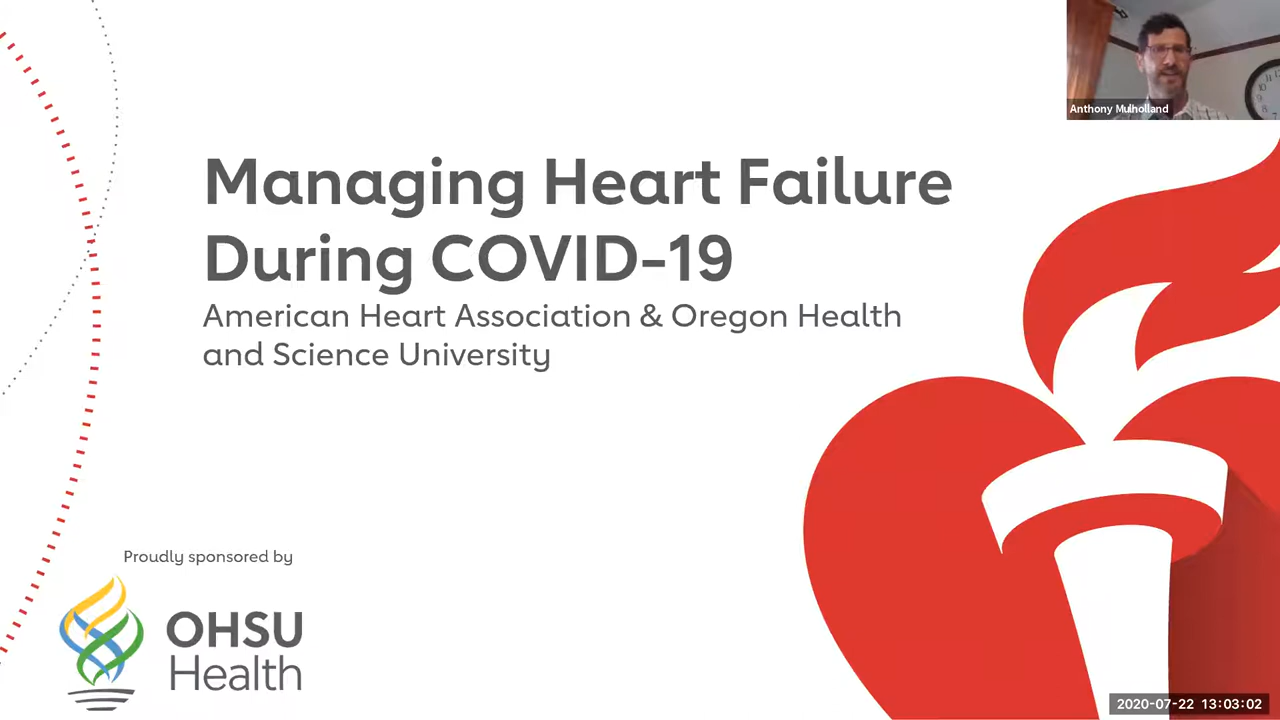 Anthony Mulholland
Managing Heart Failure
During COVID-19
American Heart Association & Oregon Health
and Science University
Proudly sponsored by
OHSU
Health
2020-07-22 13:03:02